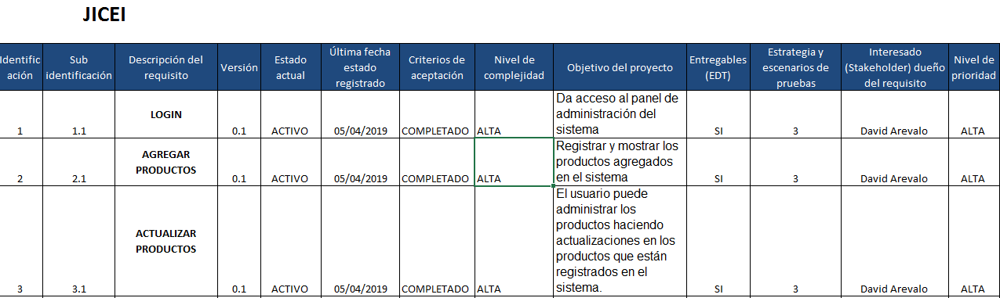 JICEI
Identificación Sub identificación Descripción del requisito Versión Estado actual Última fecha estado registrado Criterios de aceptación Nivel de complejidad Objetivo del proyecto Entregables (EDT) Estrategia y escenarios de pruebas Interesado (Stakeholder) dueño del requisito Nivel de prioridad
1 1.1 LOGIN 0.1 ACTIVO 05/04/2019 COMPLETADO ALTA Da acceso al panel de administración del sistema SI 3 David Arevalo ALTA
2 2.1 AGREGAR PRODUCTOS 0.1 ACTIVO 05/04/2019 COMPLETADO ALTA Registrar y mostrar los productos agregados en el sistema SI 3 David Arevalo ALTA
3 3.1 ACTUALIZAR PRODUCTOS 0.1 ACTIVO 05/04/2019 COMPLETADO ALTA El usuario puede administrar los productos haciendo actualizaciones en los productos que están registrados en el sistema. SI 3 David Arevalo ALTA